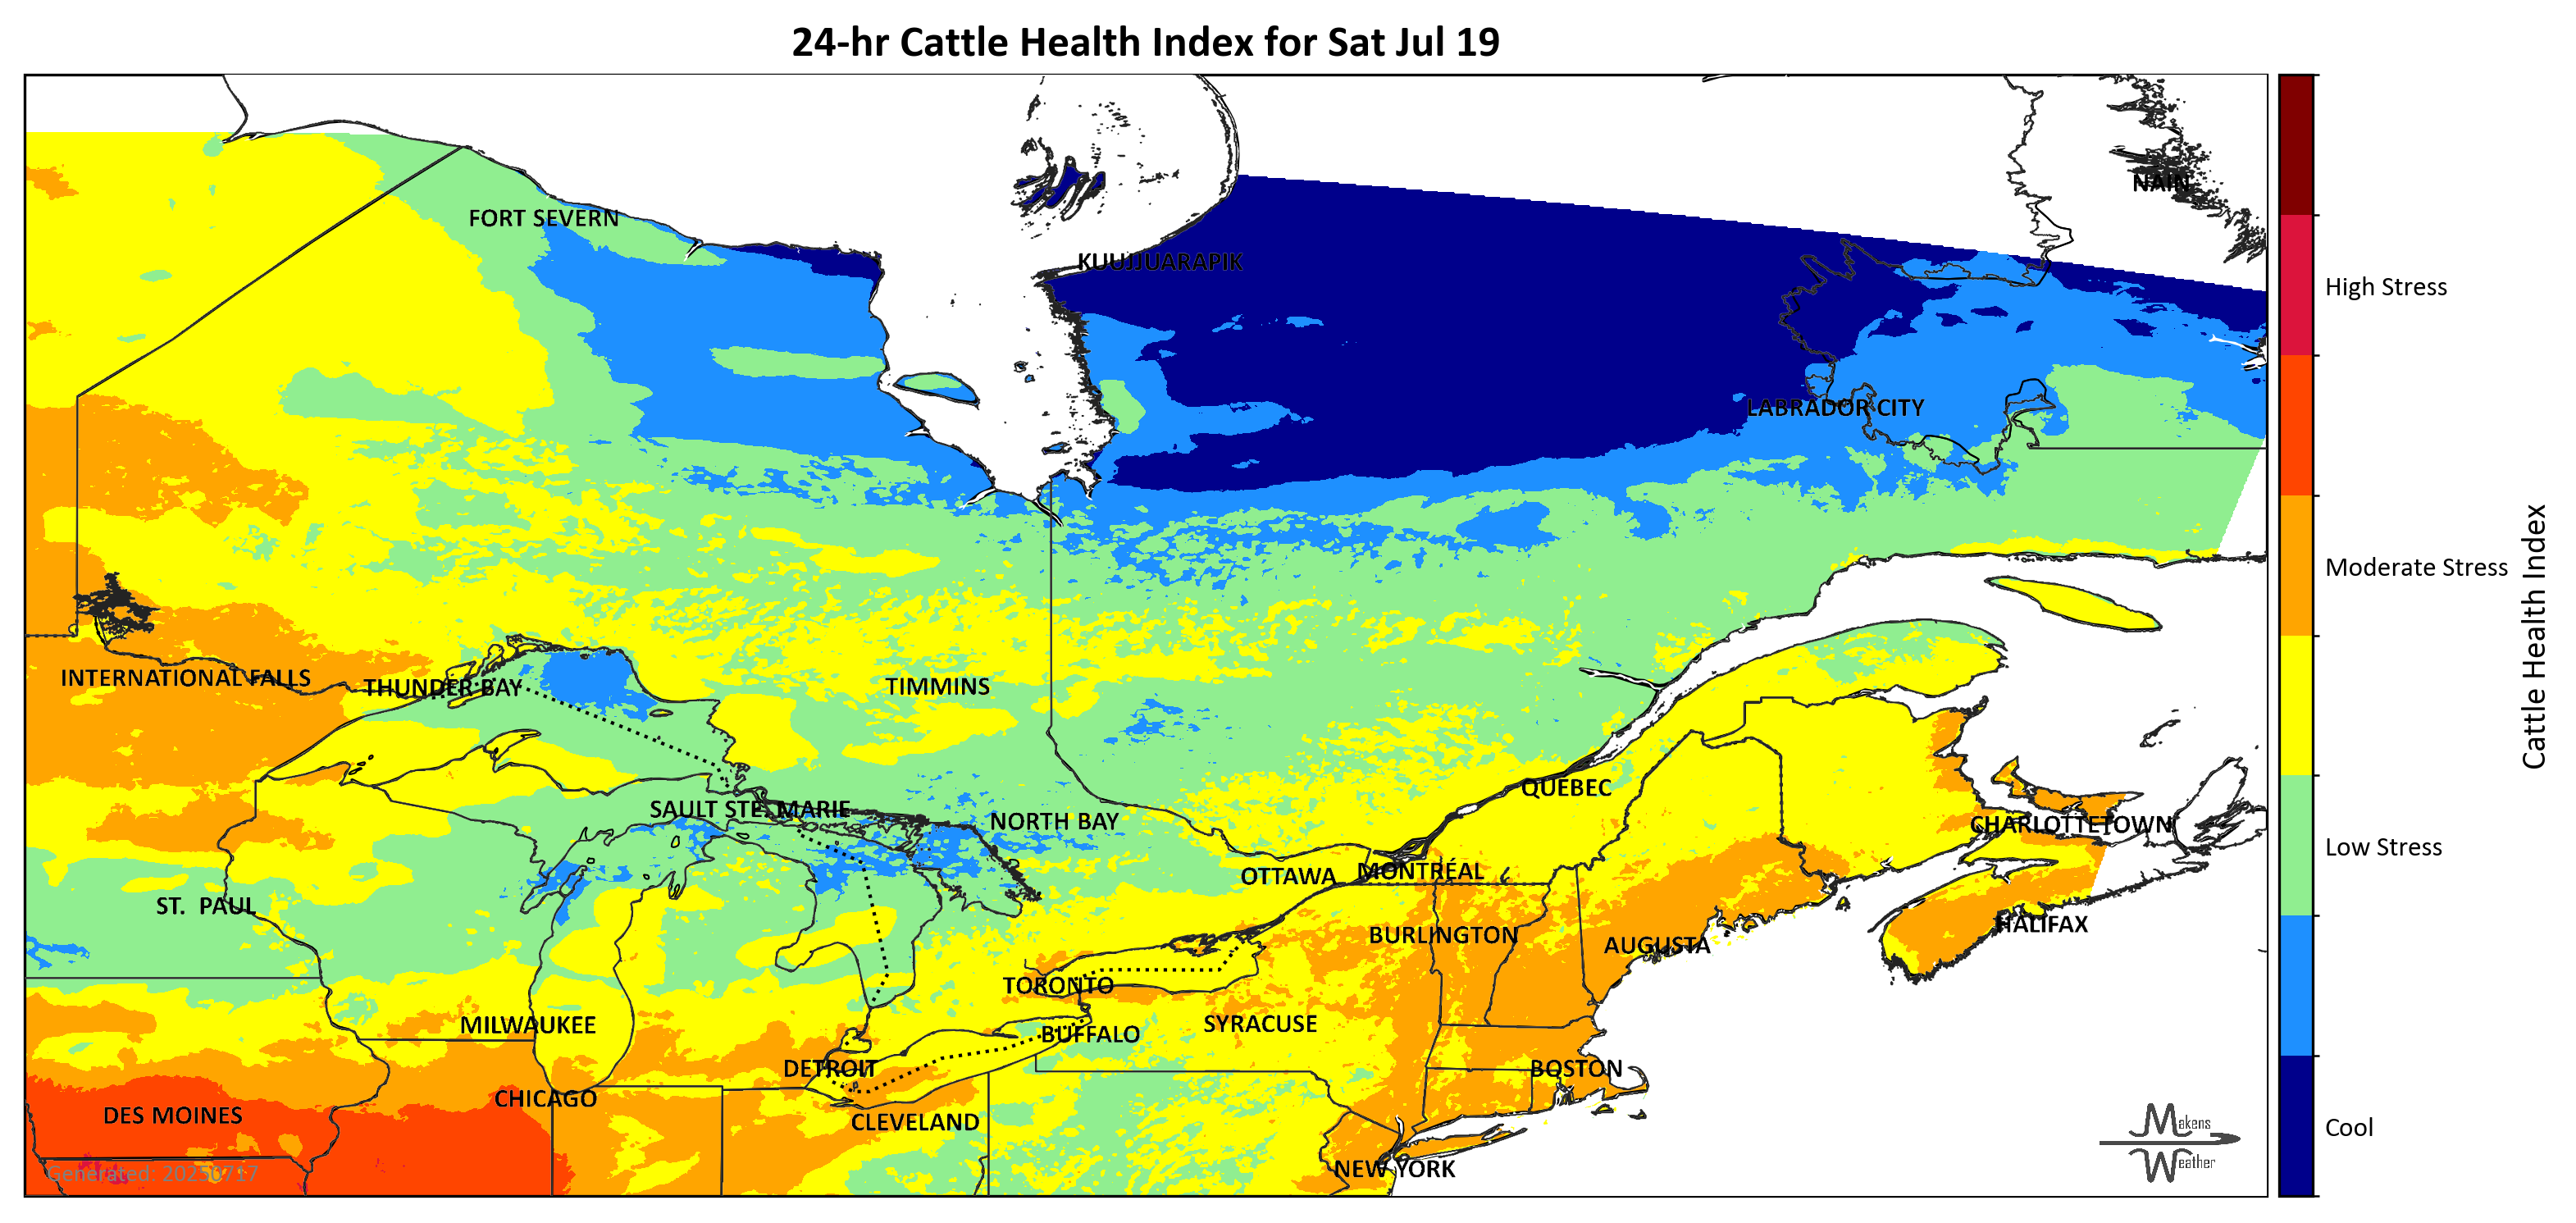 24-hr Cattle Health Index for Sat Jul 19
NAIN
FORT SEVERN
KUUJJUARAPIK
High Stress
LABRADOR CITY
Moderate Stress
Cattle Health Index
INTERNATIONAL FALLS
THUNDER BAY
TIMMINS
QUÉBEC
SAULT STE. MARIE
NORTH BAY
CHARLOTTETOWN
Low Stress
OTTAWA
MONTRÉAL
ST. PAUL
HALIFAX
BURLINGTON
AUGUSTA
TORONTO
MILWAUKEE
BUFFALO
SYRACUSE
DETROIT
BOSTON
CHICAGO
DES MOINES
CLEVELAND
Makens
Weather
Cool
NEW YORK
Generated: 20250717